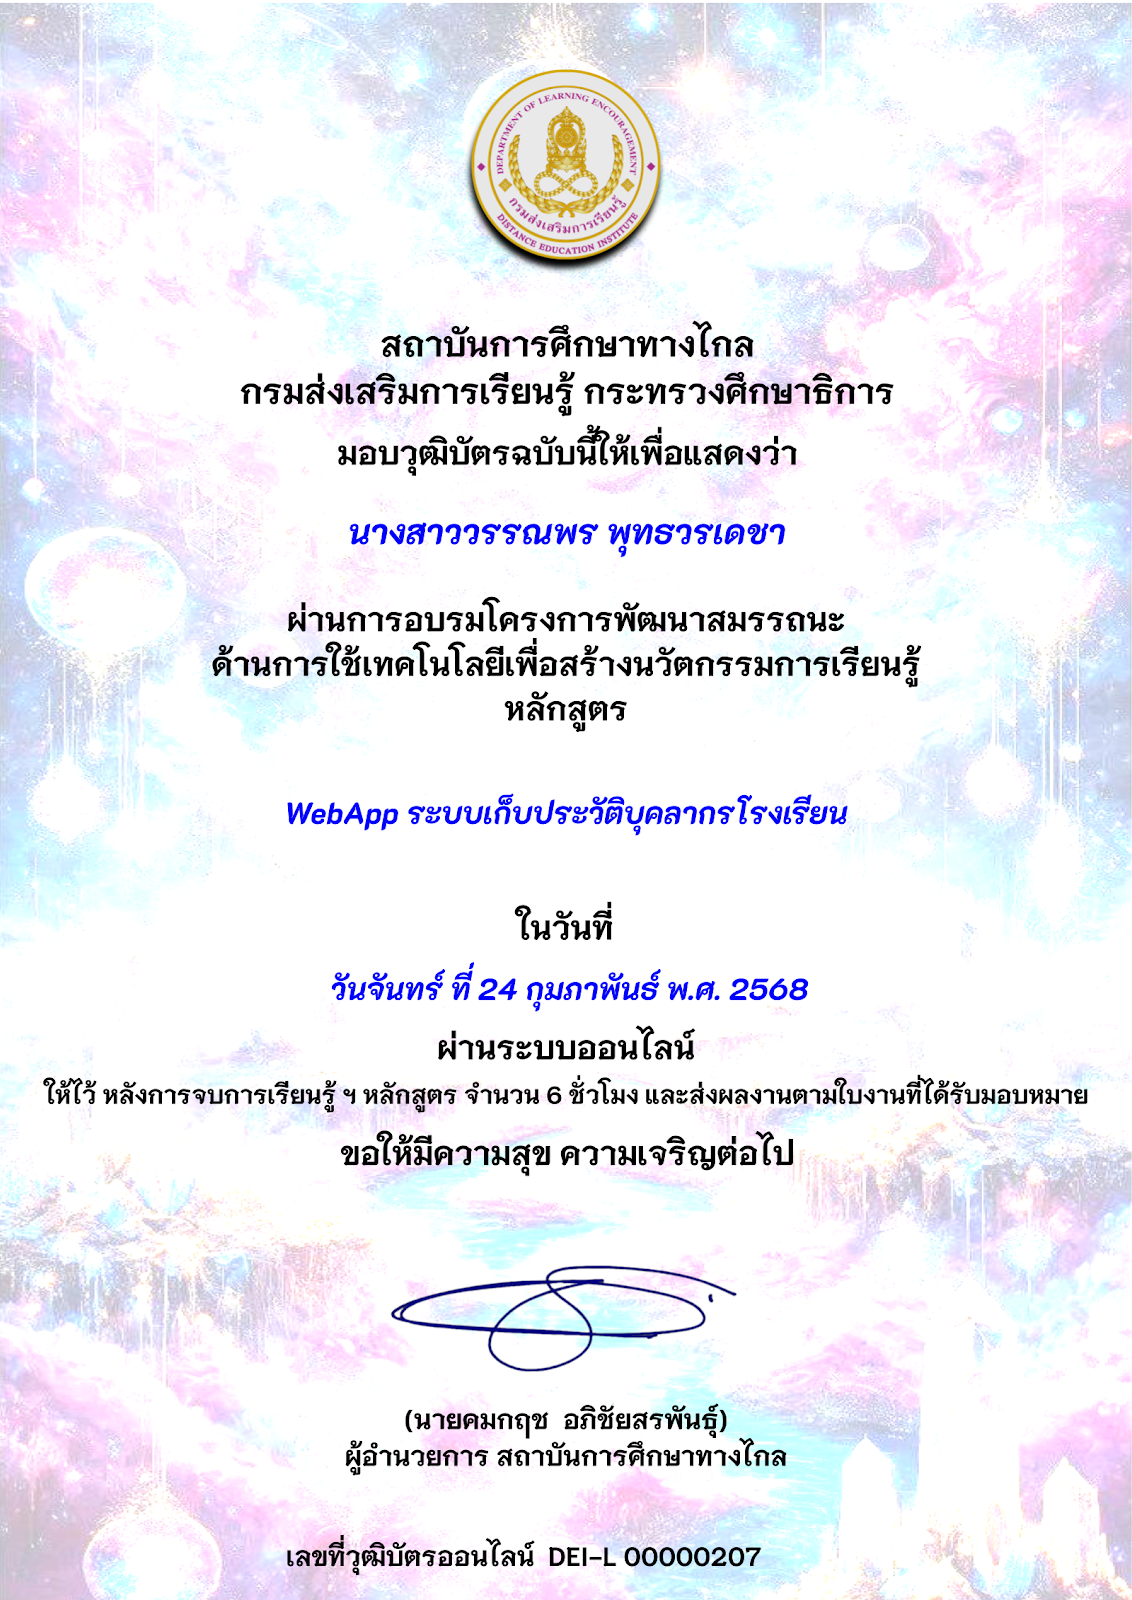 DEPARTMENT OF LEARNING ENCOURAGEMENT
กรมส่งเสริมการเรียนรู้
DISTANCE EDUCATION INSTITUTE
สถาบันการศึกษาทางไกล
กรมส่งเสริมการเรียนรู้ กระทรวงศึกษาธิการ
มอบวุฒิบัตรฉบับนี้ให้เพื่อแสดงว่า
นางสาววรรณพร พุทธวรเดชา
ผ่านการอบรมโครงการพัฒนาสมรรถนะ
ด้านการใช้เทคโนโลยีเพื่อสร้างนวัตกรรมการเรียนรู้
หลักสูตร
WebApp ระบบเก็บประวัติบุคลากรโรงเรียน
ในวันที่
วันจันทร์ ที่ 24 กุมภาพันธ์ พ.ศ. 2568
ผ่านระบบออนไลน์
ให้ไว้ หลังการจบการเรียนรู้ ฯ หลักสูตร จำนวน 6 ชั่วโมง และส่งผลงานตามใบงานที่ได้รับมอบหมาย
ขอให้มีความสุข ความเจริญต่อไป
(นายคมกฤช อภิชัยสรพันธุ์)
ผู้อำนวยการ สถาบันการศึกษาทางไกล
เลขที่วุฒิบัตรออนไลน์ DEI-L 00000207